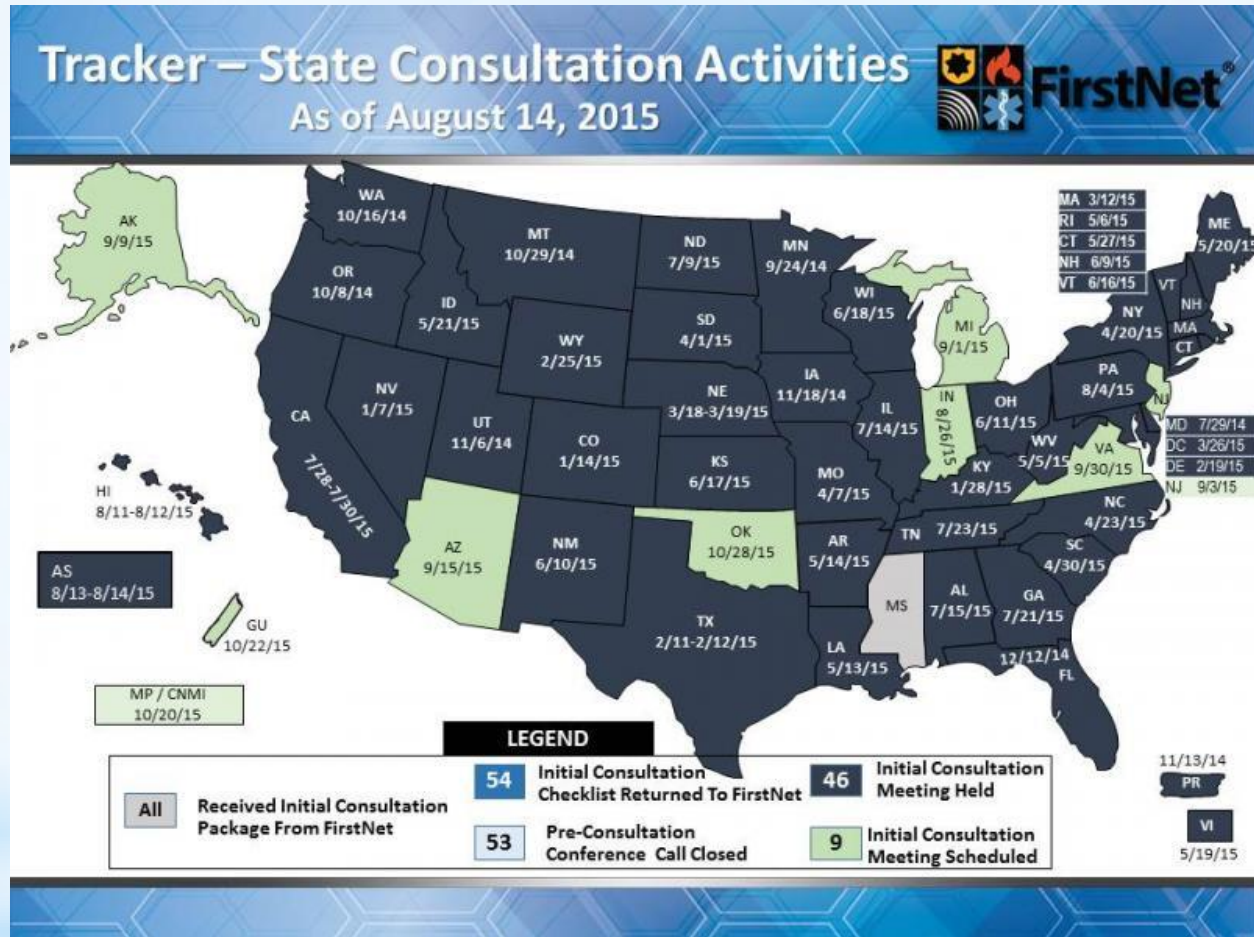 Tracker – State Consultation Activities
As of August 14, 2015
FirstNet®
AK
9/9/15
WA
10/16/14
OR
10/8/14
MT
10/29/14
ID
5/21/15
WY
2/25/15
ND
7/9/15
SD
4/1/15
MN
9/24/14
WI
6/18/15
MI
9/1/15
MA 3/12/15
RI 5/6/15
CT 5/27/15
NH 6/9/15
VT 6/16/15
ME
5/20/15
VT
NH
MA
CT
NY
4/20/15
PA
8/4/15
NJ
MD 7/29/14
DC 3/26/15
DE 2/19/15
NJ 9/3/15
CA
7/28-7/30/15
NV
1/7/15
UT
11/6/14
CO
1/14/15
NE
3/18-3/19/15
KS
6/17/15
IA
11/18/14
MO
4/7/15
IL
7/14/15
IN
8/26/15
OH
6/11/15
WV
5/5/15
VA
9/30/15
KY
1/28/15
TN 7/23/15
NC
4/23/15
SC
4/30/15
AZ
9/15/15
NM
6/10/15
OK
10/28/15
AR
5/14/15
TX
2/11-2/12/15
LA
5/13/15
MS
AL
7/15/15
GA
7/21/15
12/12/14
FL
HI
8/11-8/12/15
AS
8/13-8/14/15
GU
10/22/15
MP / CNMI
10/20/15
11/13/14
PR
VI
5/19/15
LEGEND
All
Received Initial Consultation
Package From FirstNet
54
Initial Consultation
Checklist Returned To FirstNet
53
Pre-Consultation
Conference Call Closed
46
Initial Consultation
Meeting Held
9
Initial Consultation
Meeting Scheduled